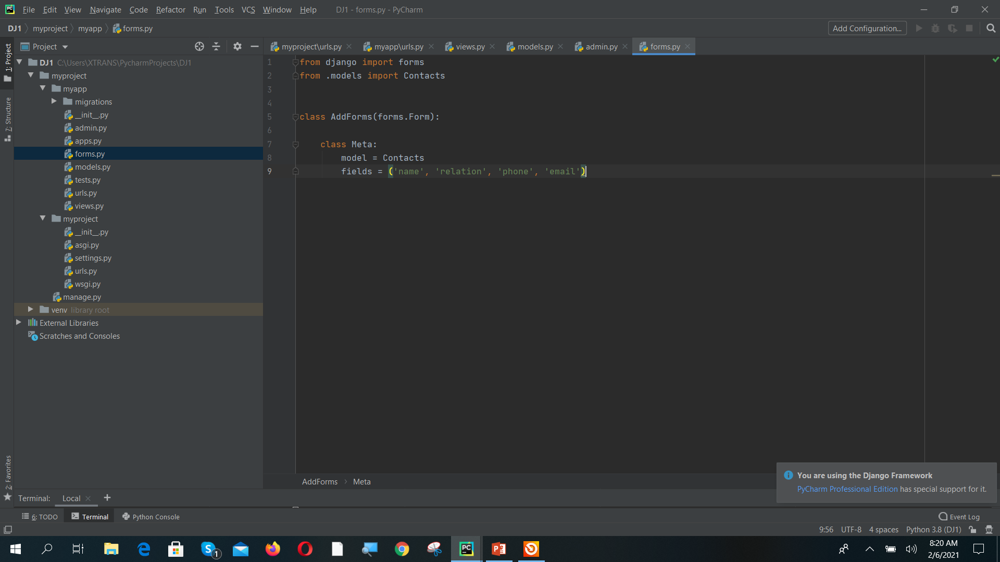 File Edit View Navigate Code Refactor Run Tools VCS Window Help DJ1 - forms.py - PyCharm
DJ1 myproject myapp forms.py Add Configuration...
1: Project
7: Structure
2: Favorites
Project
DJ1 C:\Users\XTRANS\PycharmProjects\DJ1
myproject
myapp
migrations
__init__.py
admin.py
apps.py
forms.py
models.py
tests.py
urls.py
views.py
myproject
__init__.py
asgi.py
settings.py
urls.py
wsgi.py
manage.py
venv library root
External Libraries
Scratches and Consoles
myproject\urls.py myapp\urls.py views.py models.py admin.py forms.py
1 from django import forms
2 from .models import Contacts
3
4
5 class AddForms(forms.Form):
6
7 class Meta:
8 model = Contacts
9 fields = ('name', 'relation', 'phone', 'email')
AddForms Meta
You are using the Django Framework
PyCharm Professional Edition has special support for it.
Terminal: Local +
6: TODO Terminal Python Console Event Log
9:56 UTF-8 4 spaces Python 3.8 (DJ1)
PC
P
S
1
8:20 AM
2/6/2021